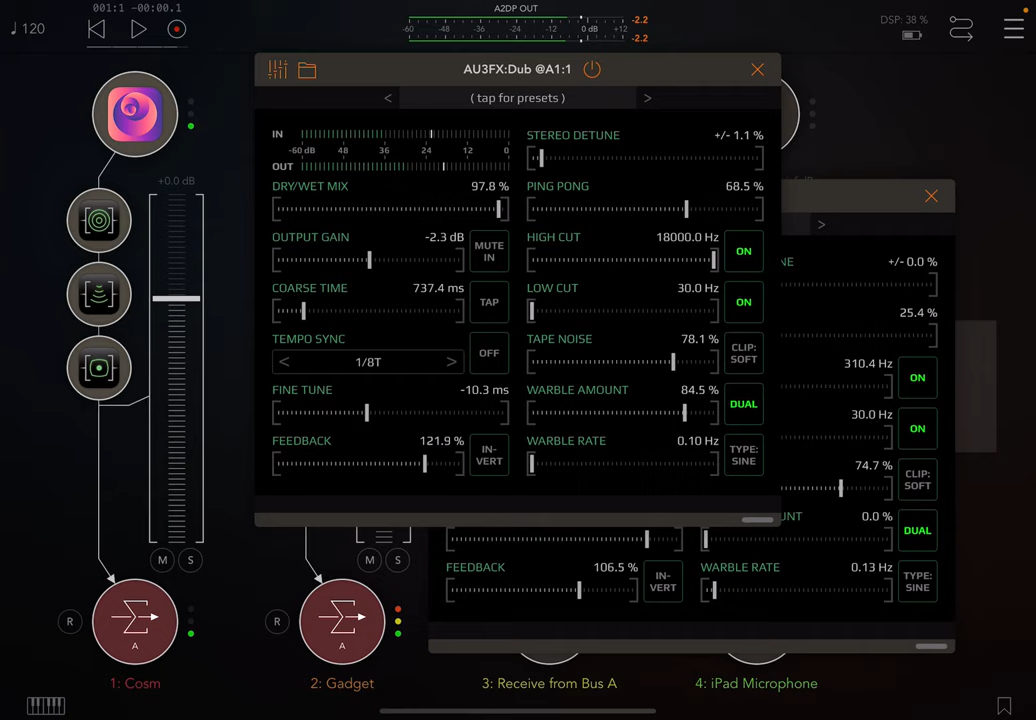 001:1 - -00:00.1
♩ 120
A2DP OUT
-60 -48 -36 -24 -12 0 dB +12
-2.2
-2.2
DSP: 38 %
AU3FX:Dub @A1:1
< ( tap for presets ) >
IN
-60 dB 48 36 24 12 0
OUT
DRY/WET MIX 97.8 %
OUTPUT GAIN -2.3 dB
MUTE
IN
COARSE TIME 737.4 ms
TAP
TEMPO SYNC
< 1/8T >
OFF
FINE TUNE -10.3 ms
FEEDBACK 121.9 %
IN-
VERT
STEREO DETUNE +/- 1.1 %
PING PONG 68.5 %
HIGH CUT 18000.0 Hz
ON
LOW CUT 30.0 Hz
ON
TAPE NOISE 78.1 %
CLIP:
SOFT
WARBLE AMOUNT 84.5 %
DUAL
WARBLE RATE 0.10 Hz
TYPE:
SINE
+0.0 dB
>
NE +/- 0.0 %
25.4 %
310.4 Hz
ON
30.0 Hz
ON
74.7 %
CLIP:
SOFT
UNT 0.0 %
DUAL
FEEDBACK 106.5 %
IN-
VERT
WARBLE RATE 0.13 Hz
TYPE:
SINE
M S
M S
R
A
R
A
1: Cosm
2: Gadget
3: Receive from Bus A
4: iPad Microphone